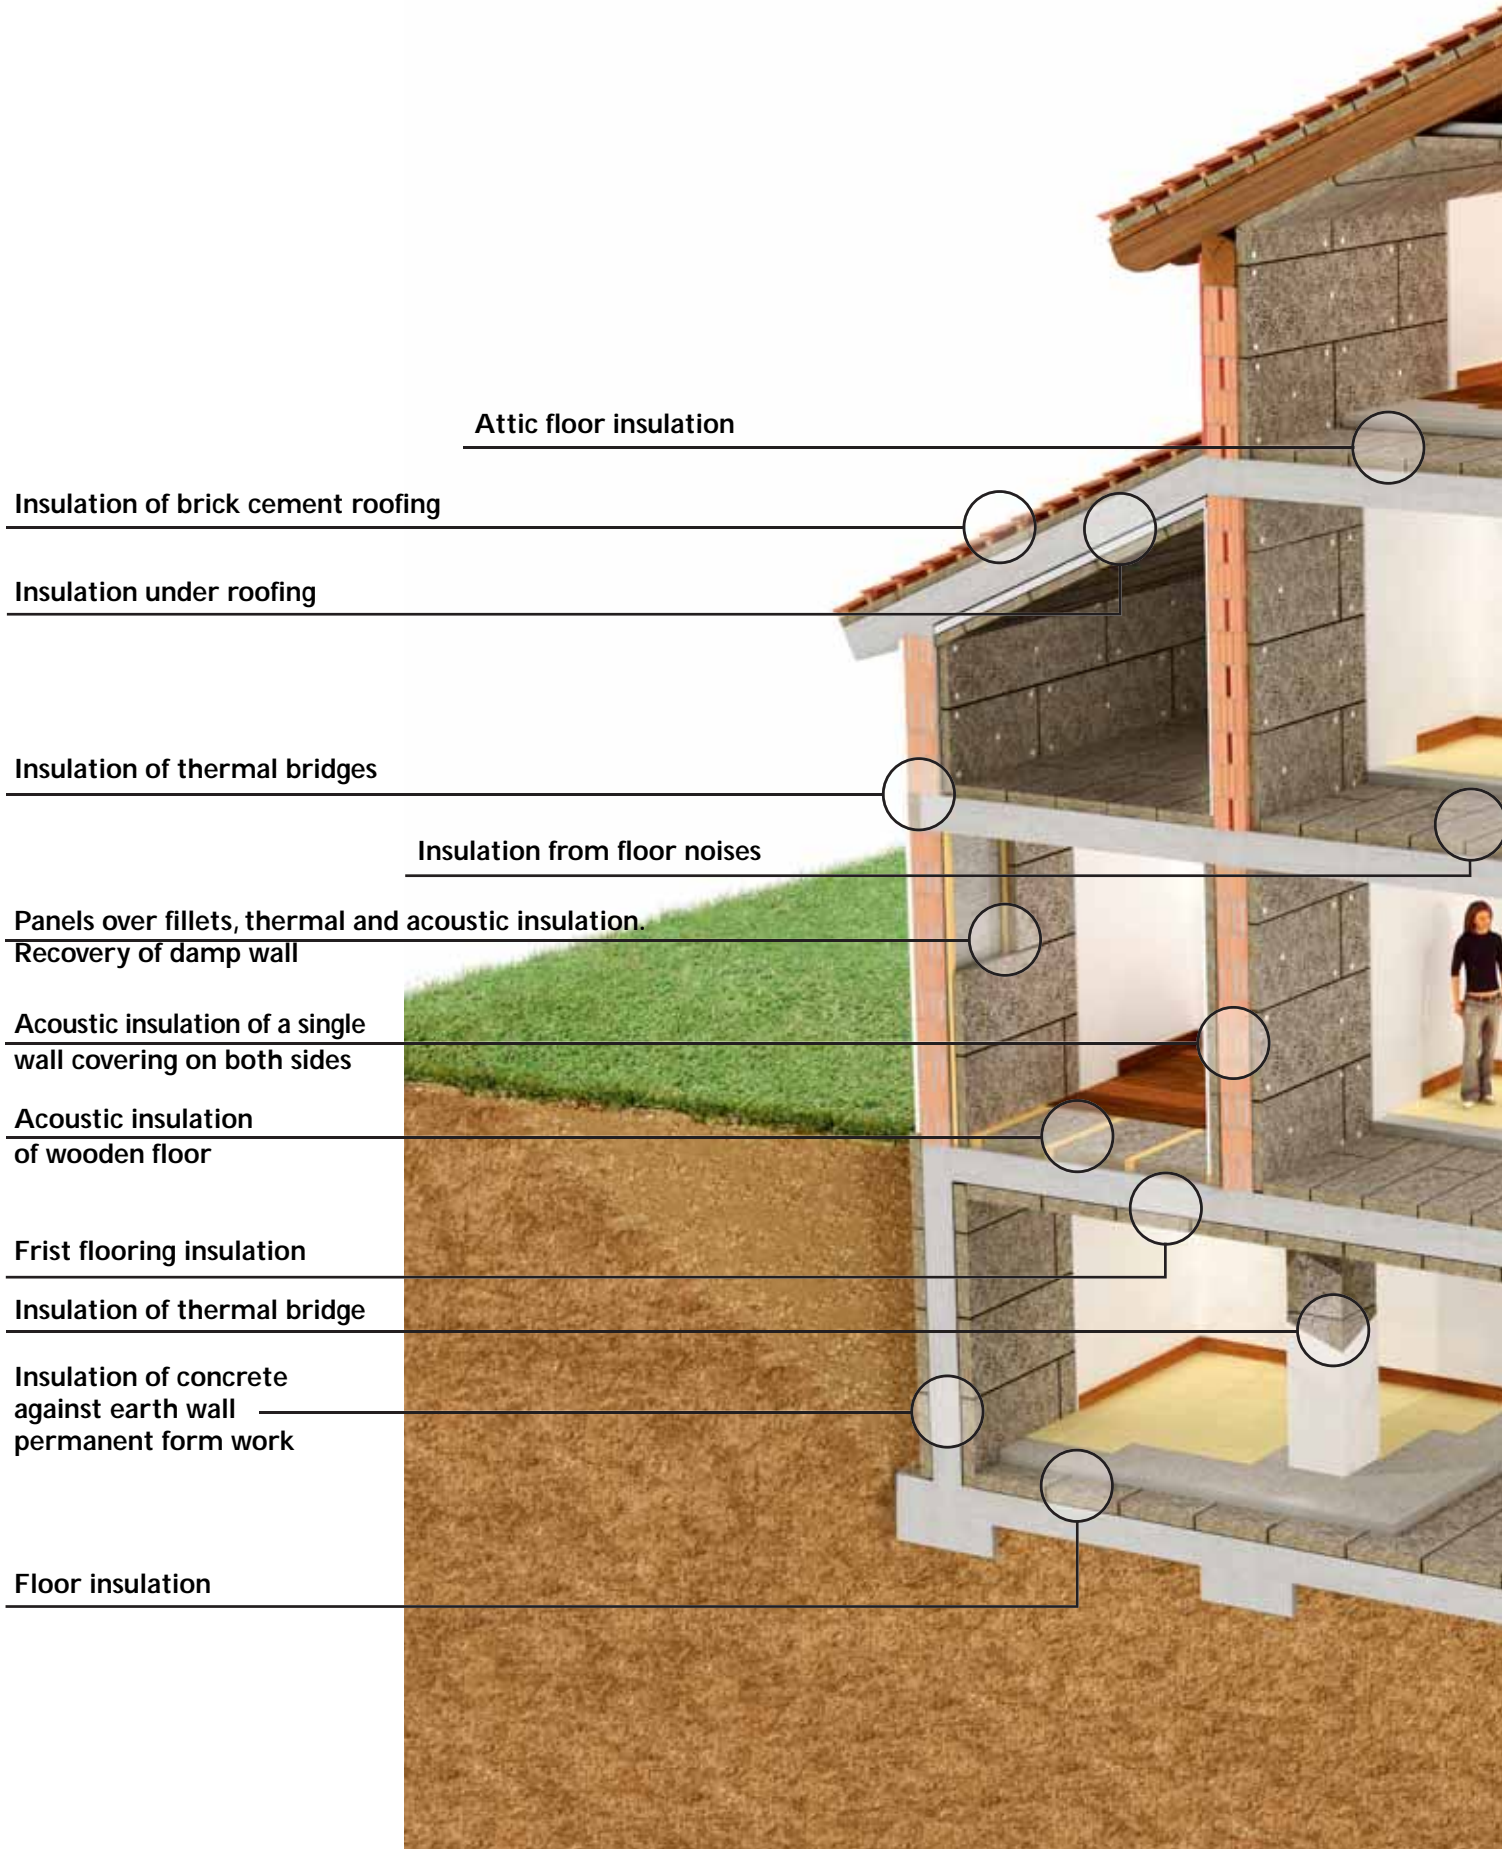 Attic floor insulation
Insulation of brick cement roofing
Insulation under roofing
Insulation of thermal bridges
Insulation from floor noises
Panels over fillets, thermal and acoustic insulation.
Recovery of damp wall
Acoustic insulation of a single
wall covering on both sides
Acoustic insulation
of wooden floor
Frist flooring insulation
Insulation of thermal bridge
Insulation of concrete
against earth wall
permanent form work
Floor insulation